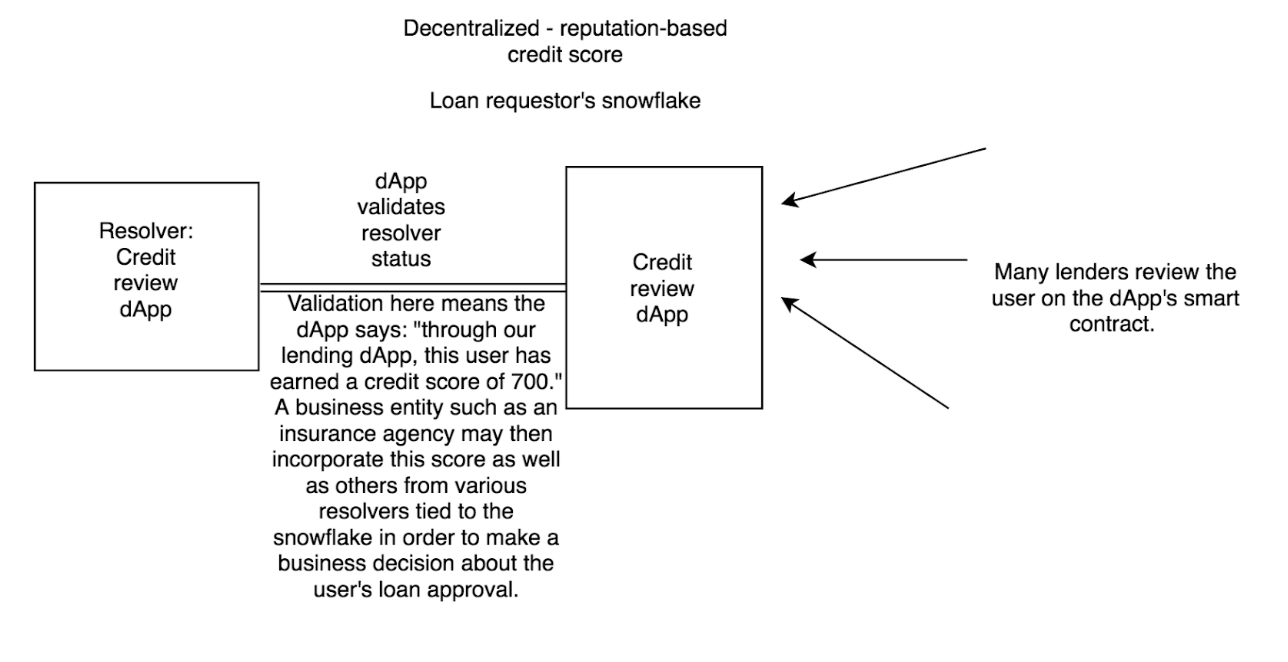 Decentralized - reputation-based
credit score
Loan requestor's snowflake
Resolver:
Credit
review
dApp
dApp
validates
resolver
status
Validation here means the
dApp says: "through our
lending dApp, this user has
earned a credit score of 700."
A business entity such as an
insurance agency may then
incorporate this score as well
as others from various
resolvers tied to the
snowflake in order to make a
business decision about the
user's loan approval.
Credit
review
dApp
Many lenders review the
user on the dApp's smart
contract.